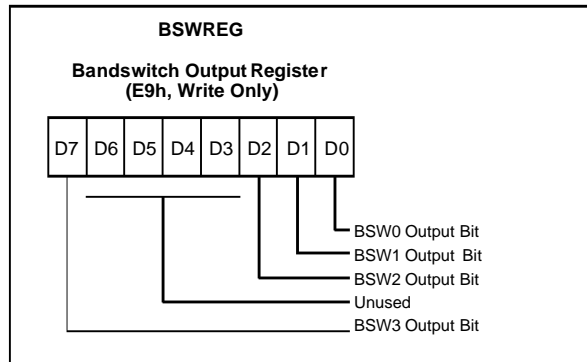 BSWREG
Bandswitch Output Register
(E9h, Write Only)
D7 D6 D5 D4 D3 D2 D1 D0
BSW0 Output Bit
BSW1 Output Bit
BSW2 Output Bit
Unused
BSW3 Output Bit